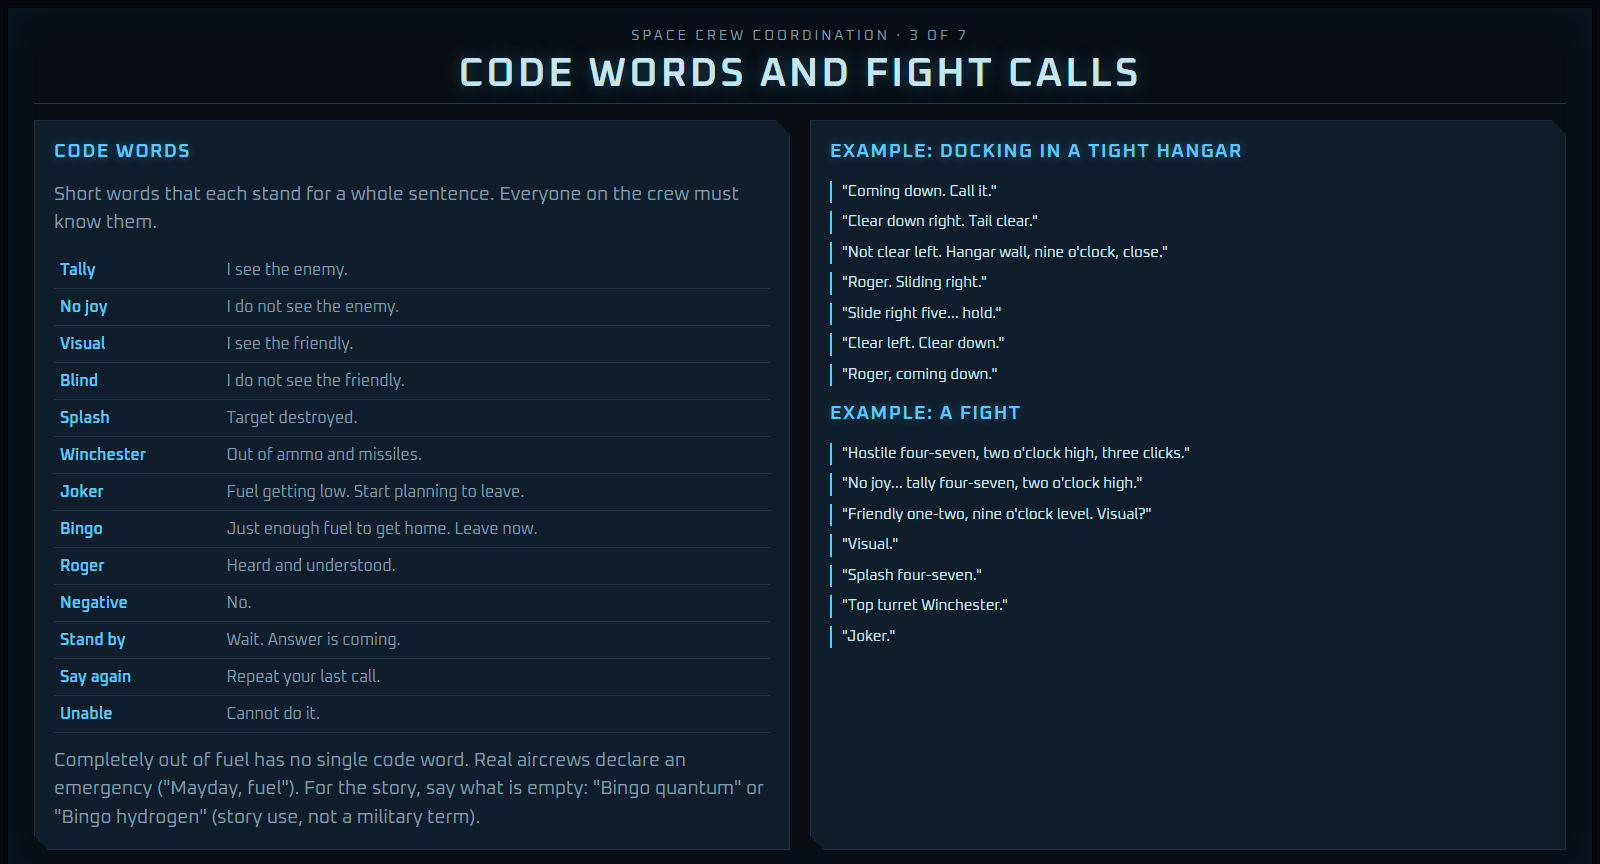 SPACE CREW COORDINATION · 3 OF 7
CODE WORDS AND FIGHT CALLS
CODE WORDS
Short words that each stand for a whole sentence. Everyone on the crew must
know them.
Tally I see the enemy.
No joy I do not see the enemy.
Visual I see the friendly.
Blind I do not see the friendly.
Splash Target destroyed.
Winchester Out of ammo and missiles.
Joker Fuel getting low. Start planning to leave.
Bingo Just enough fuel to get home. Leave now.
Roger Heard and understood.
Negative No.
Stand by Wait. Answer is coming.
Say again Repeat your last call.
Unable Cannot do it.
Completely out of fuel has no single code word. Real aircrews declare an
emergency ("Mayday, fuel"). For the story, say what is empty: "Bingo quantum" or
"Bingo hydrogen" (story use, not a military term).
EXAMPLE: DOCKING IN A TIGHT HANGAR
"Coming down. Call it."
"Clear down right. Tail clear."
"Not clear left. Hangar wall, nine o'clock, close."
"Roger. Sliding right."
"Slide right five... hold."
"Clear left. Clear down."
"Roger, coming down."
EXAMPLE: A FIGHT
"Hostile four-seven, two o'clock high, three clicks."
"No joy... tally four-seven, two o'clock high."
"Friendly one-two, nine o'clock level. Visual?"
"Visual."
"Splash four-seven."
"Top turret Winchester."
"Joker."